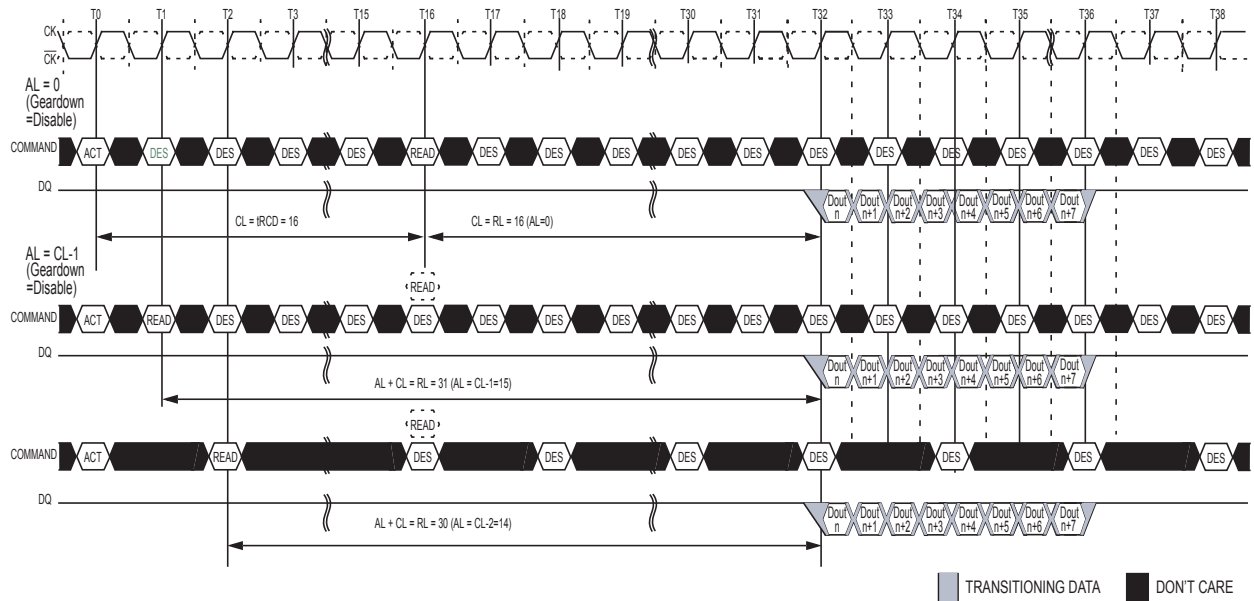 T0 T1 T2 T3 T15 T16 T17 T18 T19 T30 T31 T32 T33 T34 T35 T36 T37 T38
CK
CK
AL = 0
(Geardown
=Disable)
COMMAND ACT DES DES DES DES READ DES DES DES DES DES DES DES DES DES DES DES DES
DQ
Dout n Dout n+1 Dout n+2 Dout n+3 Dout n+4 Dout n+5 Dout n+6 Dout n+7
CL = tRCD = 16 CL = RL = 16 (AL=0)
AL = CL-1
(Geardown
=Disable)
READ
COMMAND ACT READ DES DES DES DES DES DES DES DES DES DES DES DES DES DES DES DES
DQ
Dout n Dout n+1 Dout n+2 Dout n+3 Dout n+4 Dout n+5 Dout n+6 Dout n+7
AL + CL = RL = 31 (AL = CL-1=15)
READ
COMMAND ACT READ DES DES DES DES DES DES DES
DQ
Dout n Dout n+1 Dout n+2 Dout n+3 Dout n+4 Dout n+5 Dout n+6 Dout n+7
AL + CL = RL = 30 (AL = CL-2=14)
TRANSITIONING DATA DON'T CARE